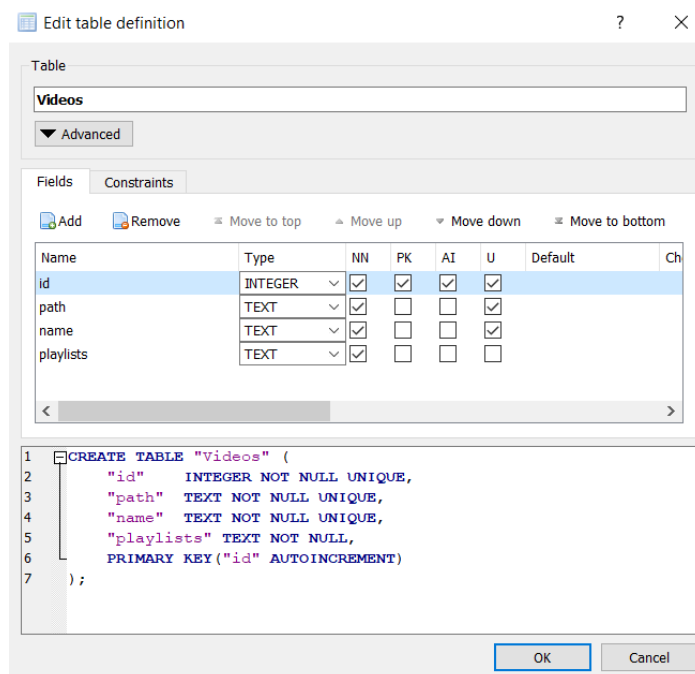 Edit table definition ? ×
Table
Videos
Advanced
Fields Constraints
Add Remove Move to top Move up Move down Move to bottom
Name Type NN PK AI U Default
id INTEGER
path TEXT
name TEXT
playlists TEXT
1 CREATE TABLE "Videos" (
2 "id" INTEGER NOT NULL UNIQUE,
3 "path" TEXT NOT NULL UNIQUE,
4 "name" TEXT NOT NULL UNIQUE,
5 "playlists" TEXT NOT NULL,
6 PRIMARY KEY("id" AUTOINCREMENT)
7 );
OK Cancel